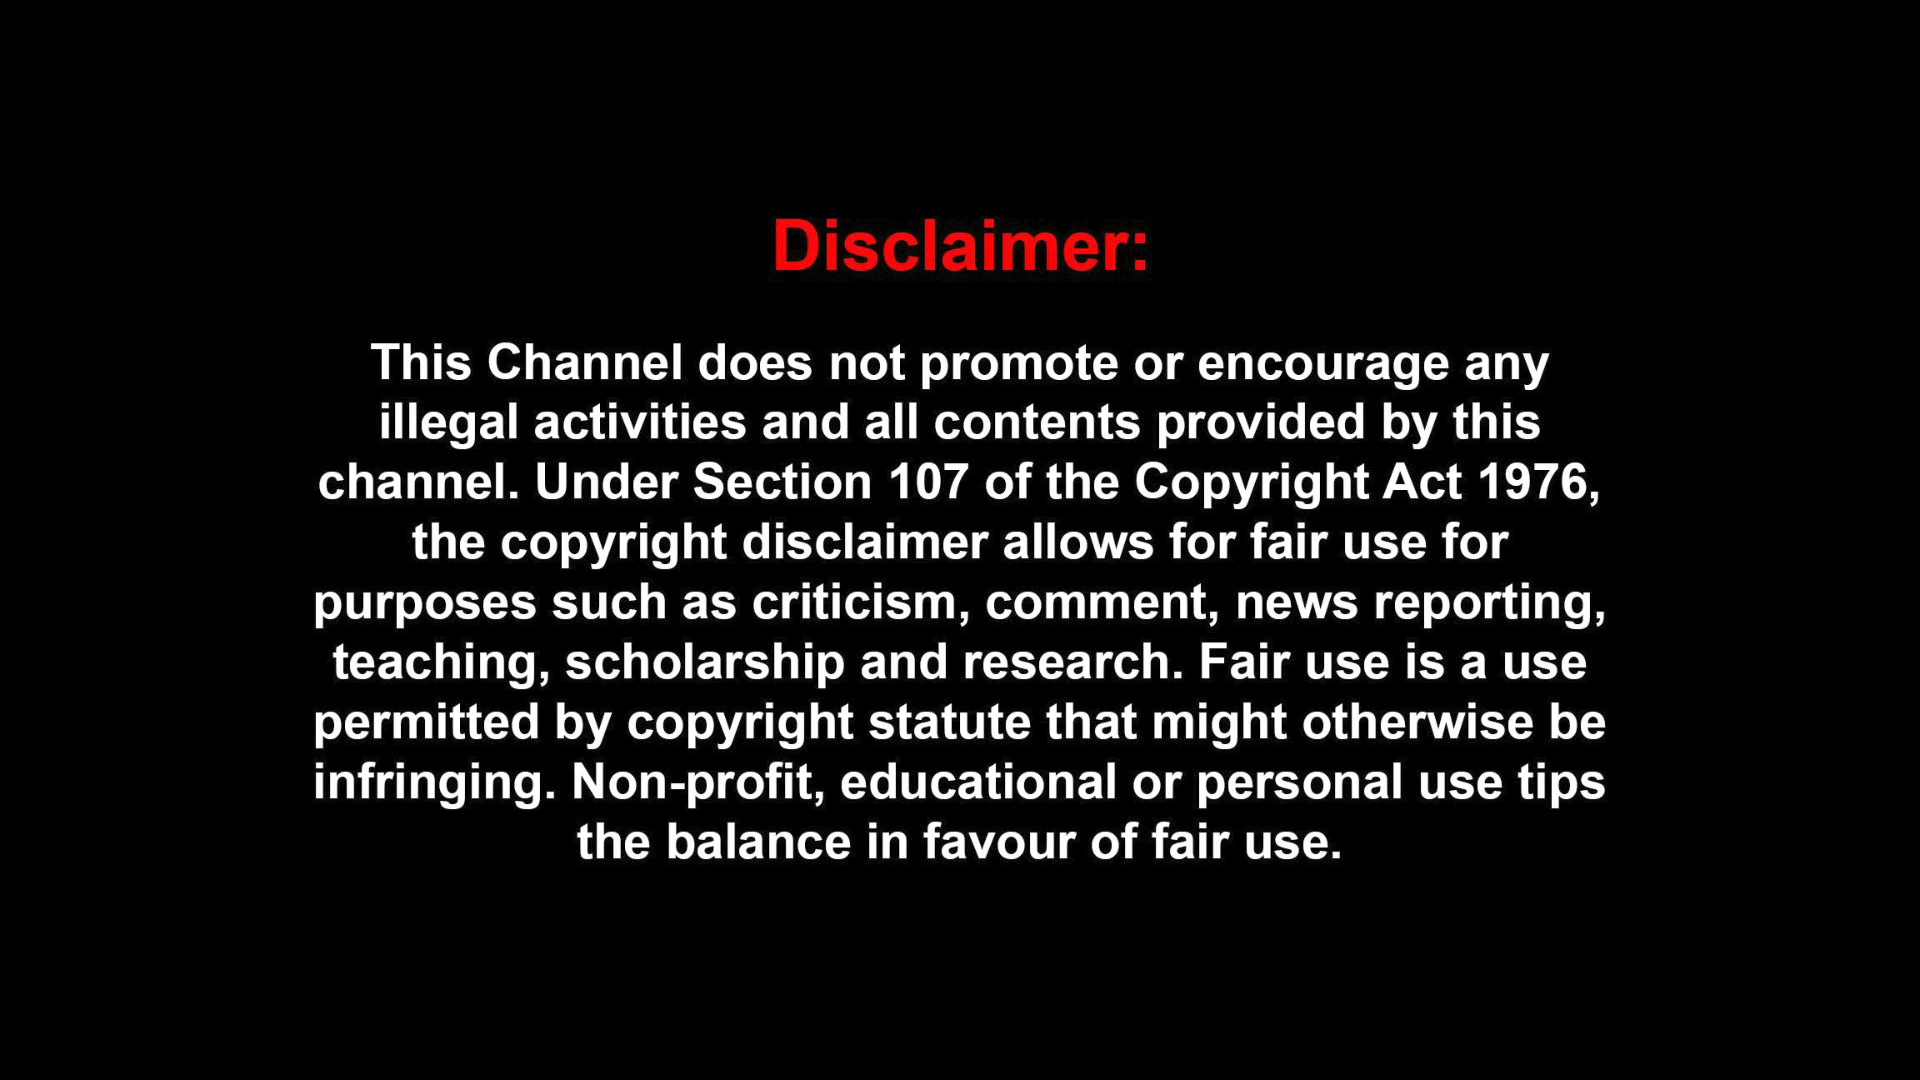 Disclaimer:
This Channel does not promote or encourage any
illegal activities and all contents provided by this
channel. Under Section 107 of the Copyright Act 1976,
the copyright disclaimer allows for fair use for
purposes such as criticism, comment, news reporting,
teaching, scholarship and research. Fair use is a use
permitted by copyright statute that might otherwise be
infringing. Non-profit, educational or personal use tips
the balance in favour of fair use.